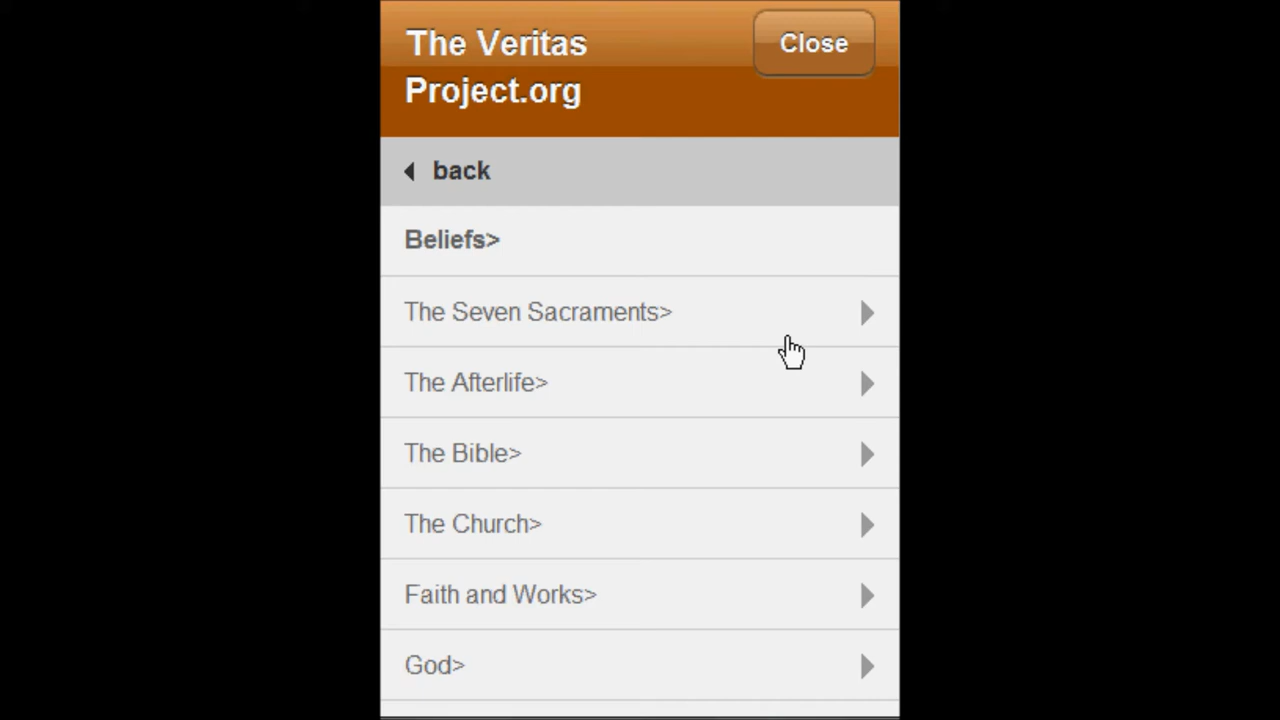 The Veritas
Project.org
Close
back
Beliefs>
The Seven Sacraments>
The Afterlife>
The Bible>
The Church>
Faith and Works>
God>